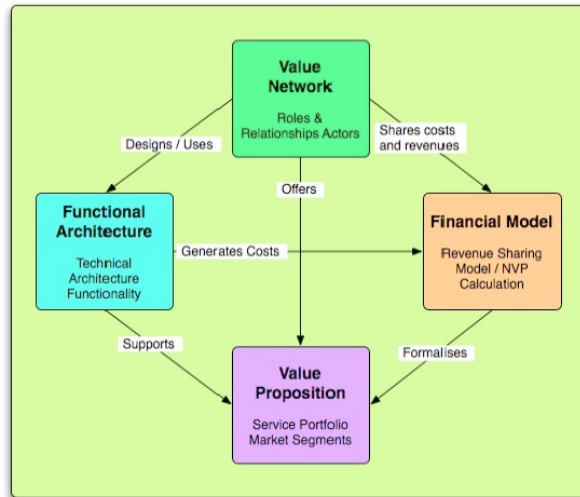 Value
Network
Roles &
Relationships Actors
Designs / Uses
Shares costs
and revenues
Offers
Functional
Architecture
Technical
Architecture
Functionality
Generates Costs
Financial Model
Revenue Sharing
Model / NVP
Calculation
Supports
Formalises
Value
Proposition
Service Portfolio
Market Segments